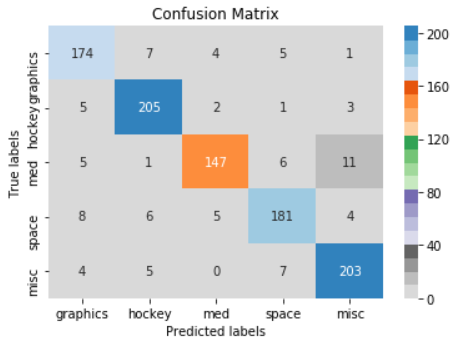 Confusion Matrix
True labels
graphics 174 7 4 5 1
hockey 5 205 2 1 3
med 5 1 147 6 11
space 8 6 5 181 4
misc 4 5 0 7 203
graphics hockey med space misc
Predicted labels
200
160
120
80
40
0